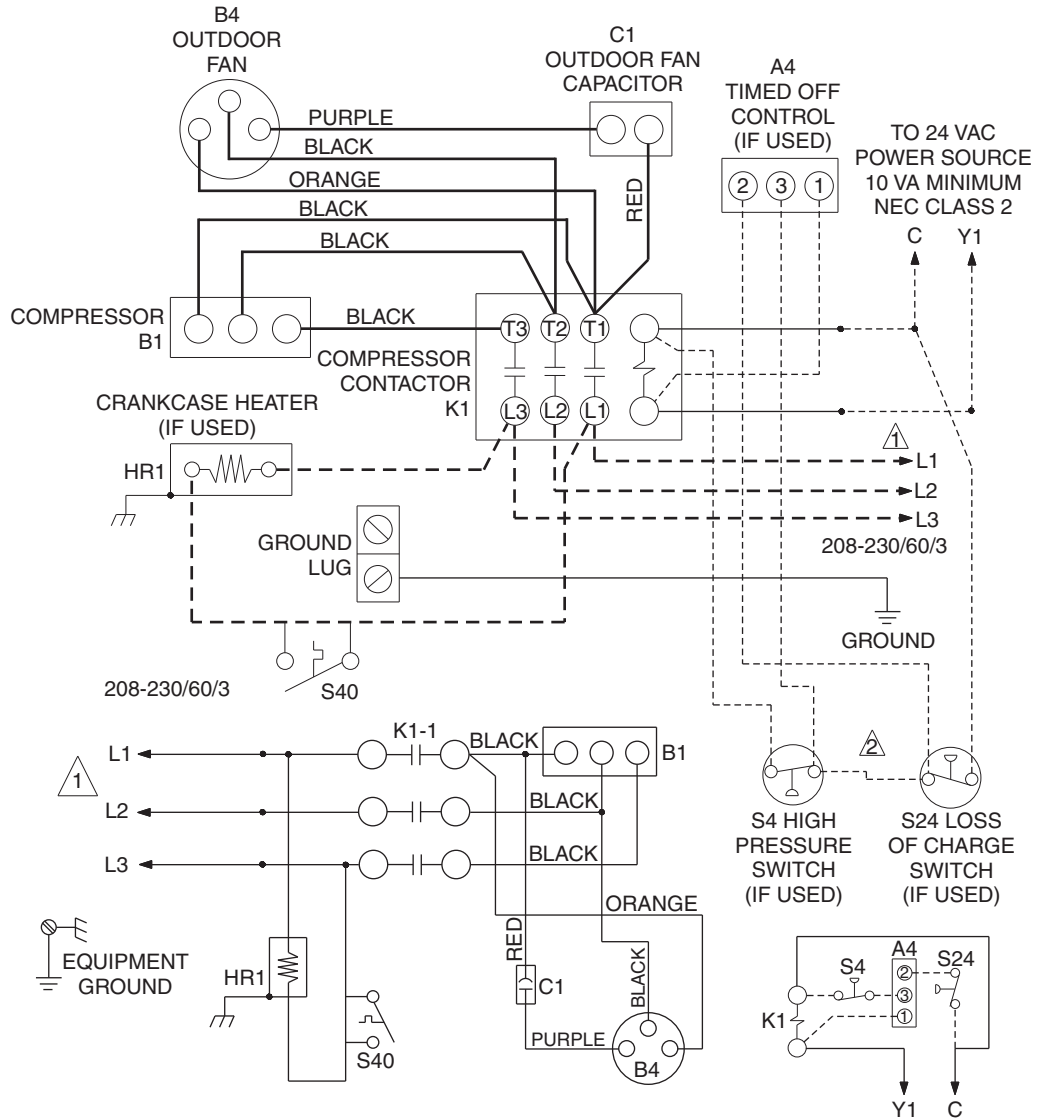 B4
OUTDOOR
FAN
C1
OUTDOOR FAN
CAPACITOR
A4
TIMED OFF
CONTROL
(IF USED)
TO 24 VAC
POWER SOURCE
10 VA MINIMUM
NEC CLASS 2
C Y1
PURPLE
BLACK
ORANGE
BLACK
BLACK
RED
2 3 1
COMPRESSOR
B1
BLACK
T3 T2 T1
COMPRESSOR
CONTACTOR
K1
L3 L2 L1
CRANKCASE HEATER
(IF USED)
HR1
1
L1
L2
L3
208-230/60/3
GROUND
LUG
GROUND
S40
208-230/60/3
L1
K1-1
BLACK
B1
1
L2
BLACK
L3
BLACK
2
S4 HIGH
PRESSURE
SWITCH
(IF USED)
S24 LOSS
OF CHARGE
SWITCH
(IF USED)
ORANGE
RED
BLACK
EQUIPMENT
GROUND
HR1
C1
S40
PURPLE
B4
A4
S4
S24
2
3
1
K1
Y1 C